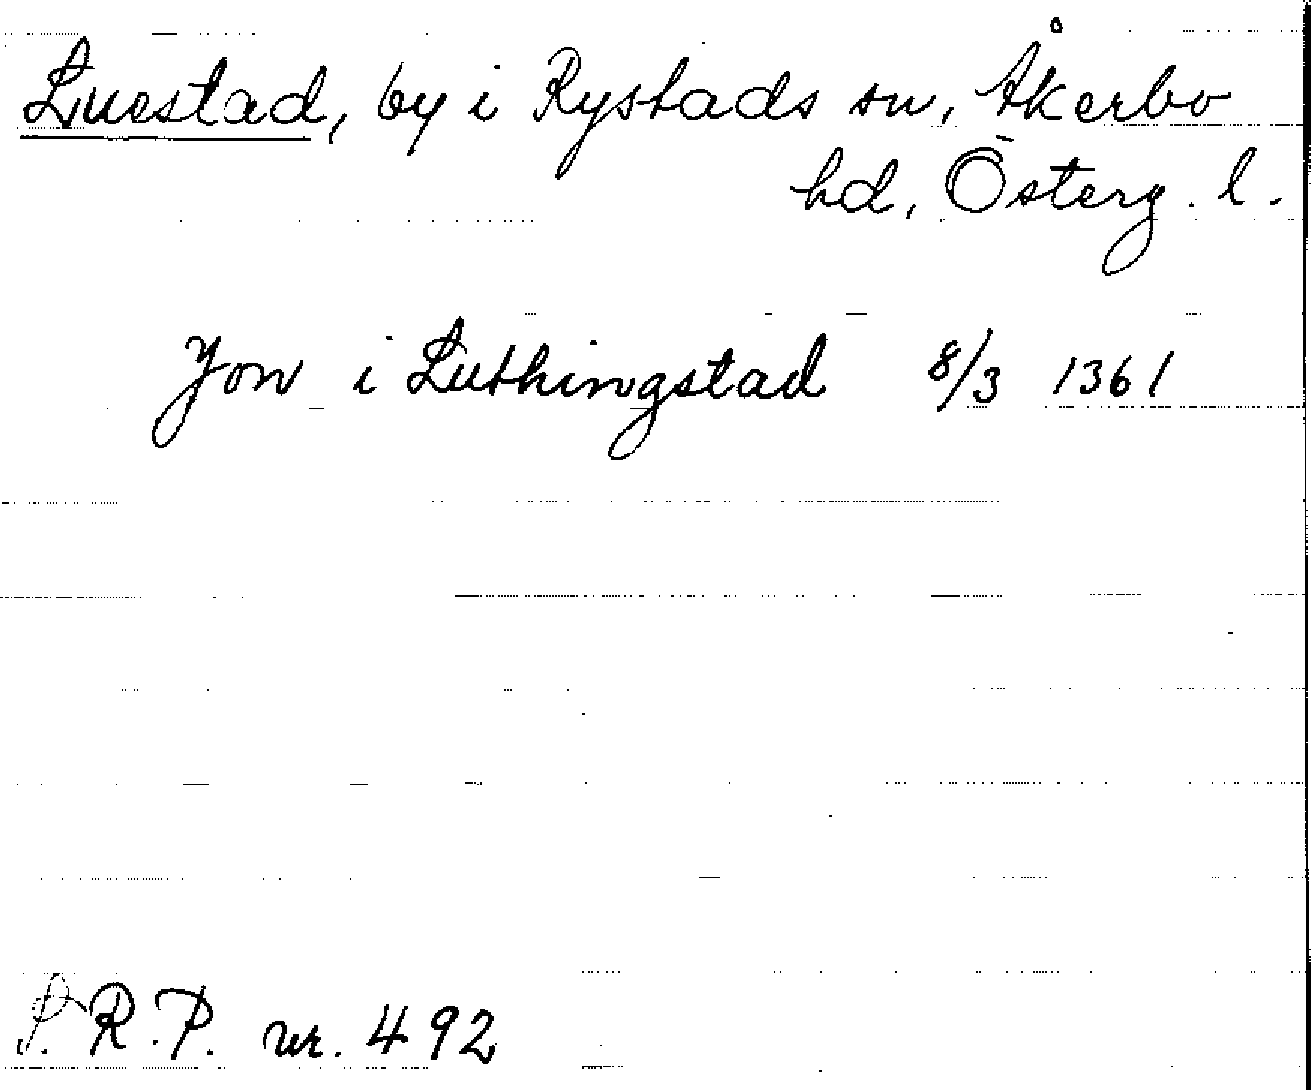 Luestad, by i Rystads sn, Åkerbo
hd, Österg. l.
Jon i Luthingstad 8/3 1361
S.R.P. nr. 492